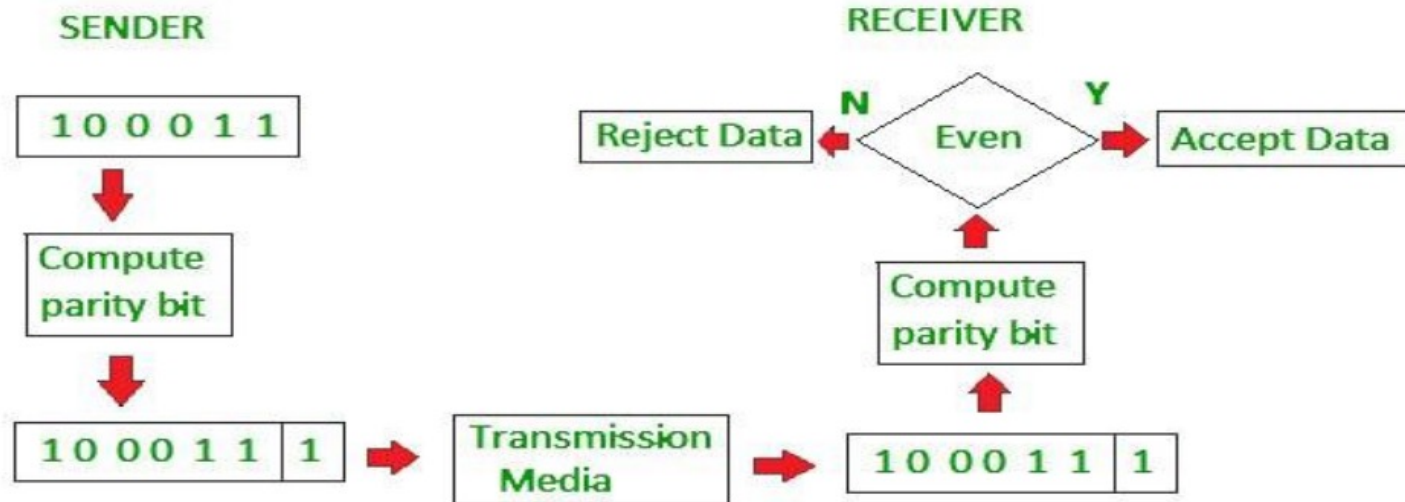 SENDER
1 0 0 0 1 1
Compute
parity bit
1 0 0 0 1 1 1
Transmission
Media
RECEIVER
1 0 0 0 1 1 1
Compute
parity bit
Even
N
Reject Data
Y
Accept Data